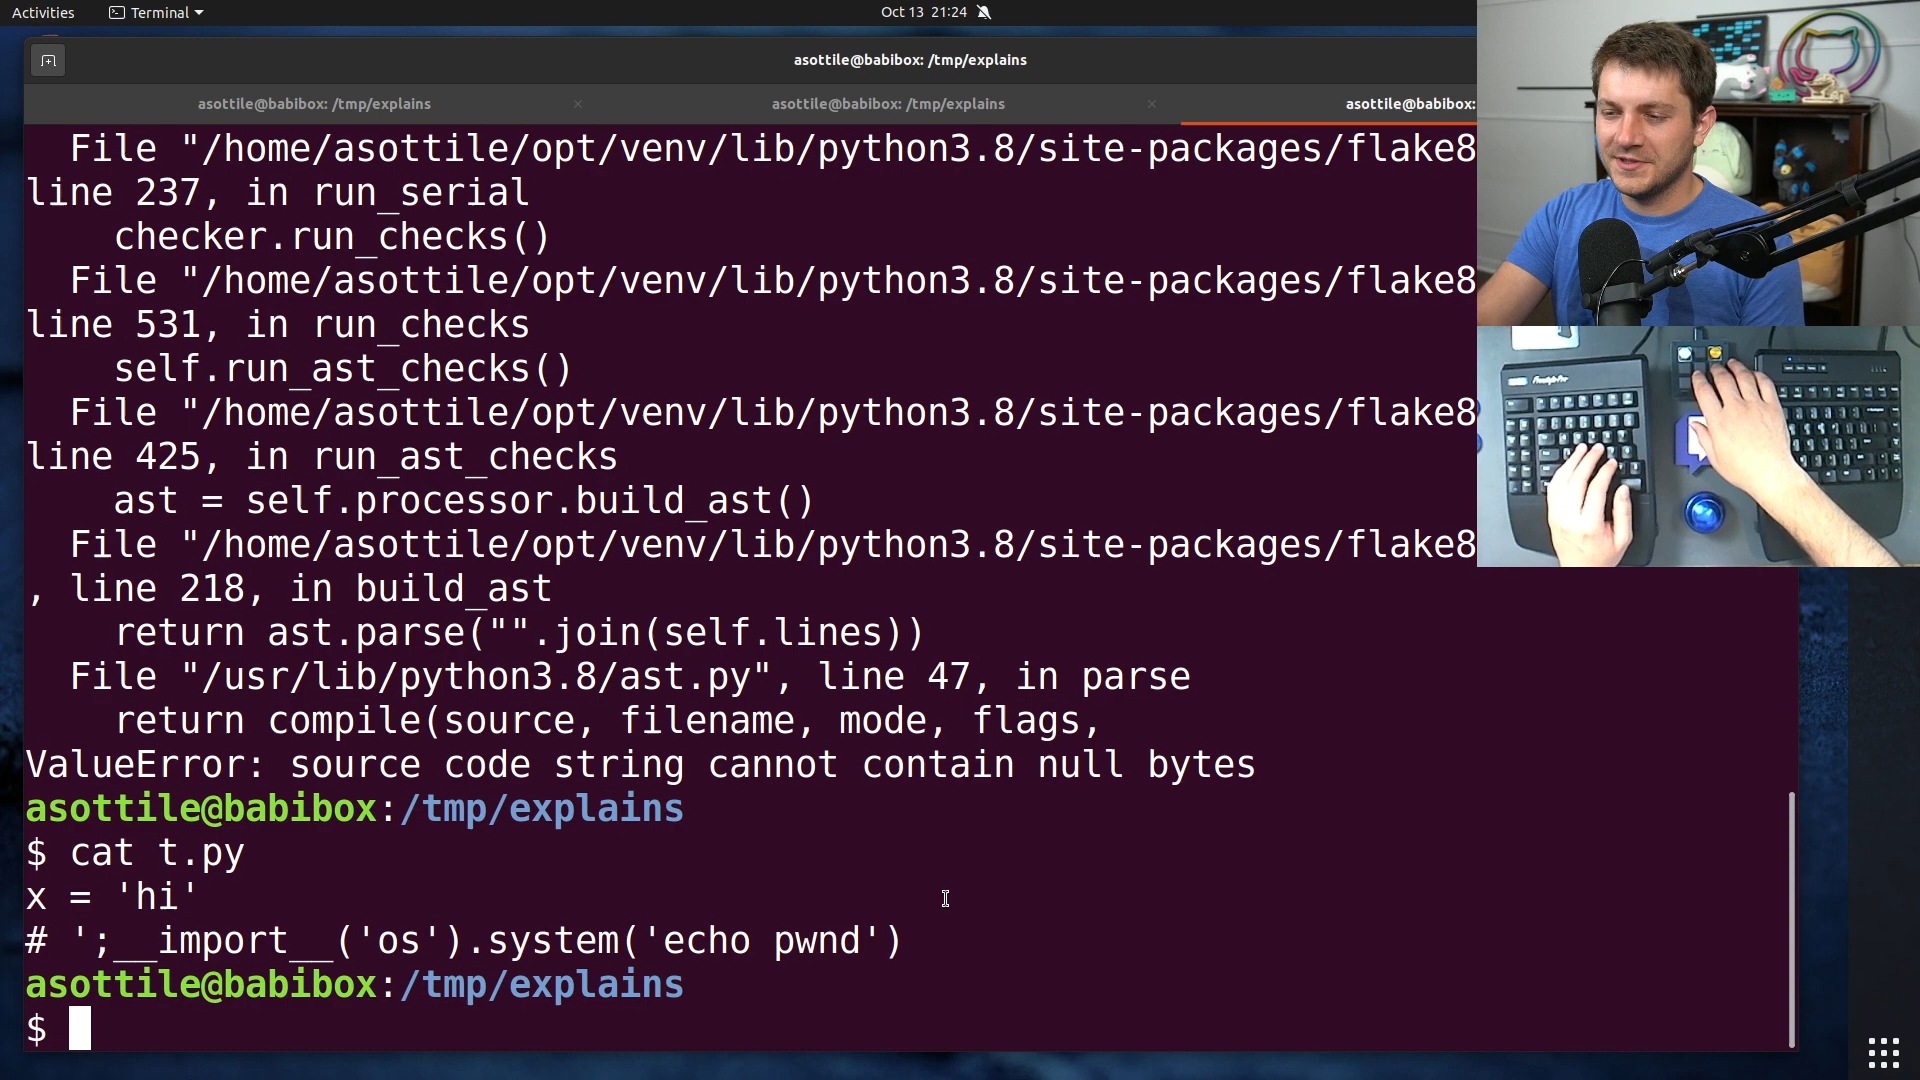 Activities
Terminal
Oct 13 21:24
asottile@babibox: /tmp/explains
asottile@babibox: /tmp/explains
asottile@babibox: /tmp/explains
asottile@babibox:
File "/home/asottile/opt/venv/lib/python3.8/site-packages/flake8
line 237, in run_serial
checker.run_checks()
File "/home/asottile/opt/venv/lib/python3.8/site-packages/flake8
line 531, in run_checks
self.run_ast_checks()
File "/home/asottile/opt/venv/lib/python3.8/site-packages/flake8
line 425, in run_ast_checks
ast = self.processor.build_ast()
File "/home/asottile/opt/venv/lib/python3.8/site-packages/flake8
, line 218, in build_ast
return ast.parse("".join(self.lines))
File "/usr/lib/python3.8/ast.py", line 47, in parse
return compile(source, filename, mode, flags,
ValueError: source code string cannot contain null bytes
asottile@babibox:/tmp/explains
$ cat t.py
x = 'hi'
# ';__import__('os').system('echo pwnd')
asottile@babibox:/tmp/explains
$